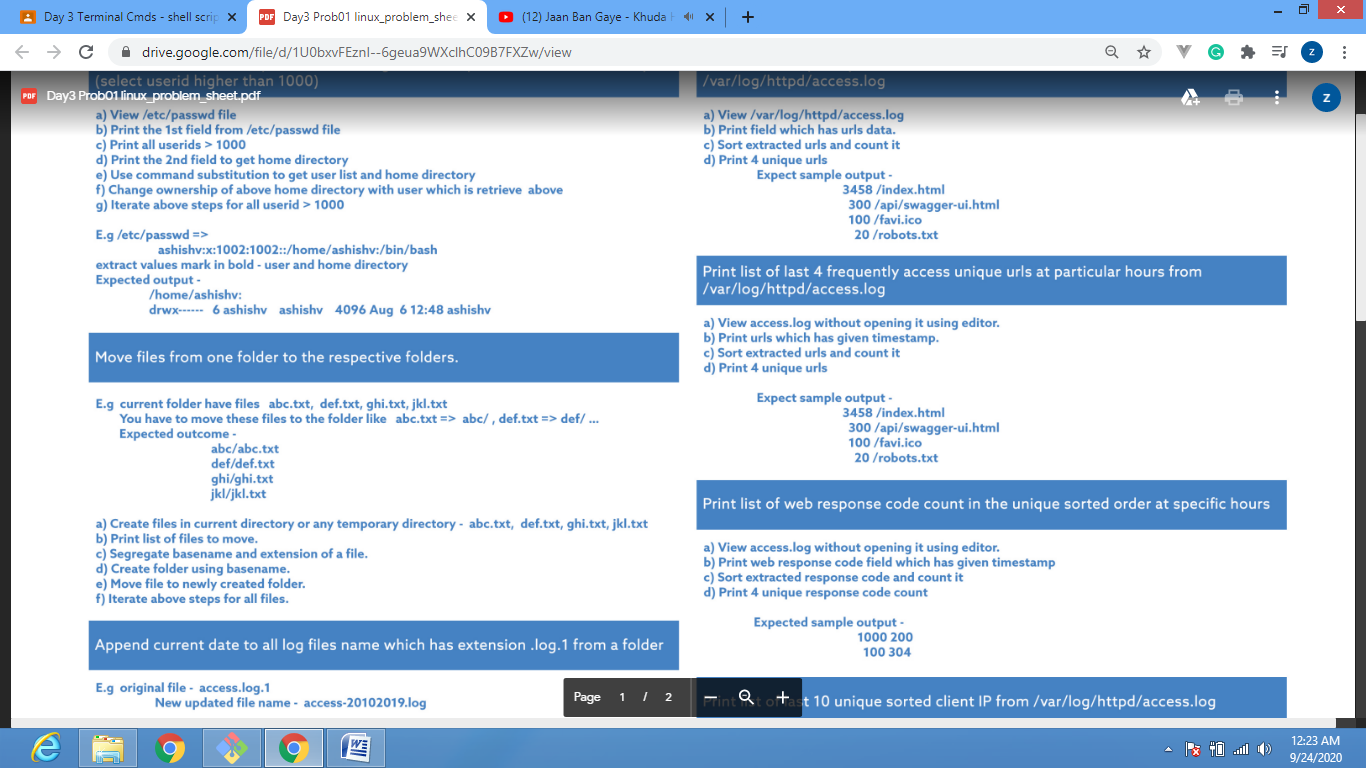 Day 3 Terminal Cmds - shell scrip
Day3 Prob01 linux_problem_shee
(12) Jaan Ban Gaye - Khuda H
drive.google.com/file/d/1U0bxvFEznI--6geua9WXclhC09B7FXZw/view
(select userid higher than 1000)
PDF Day3 Prob01 linux_problem_sheet.pdf
a) View /etc/passwd file
b) Print the 1st field from /etc/passwd file
c) Print all userids > 1000
d) Print the 2nd field to get home directory
e) Use command substitution to get user list and home directory
f) Change ownership of above home directory with user which is retrieve above
g) Iterate above steps for all userid > 1000
E.g /etc/passwd =>
ashishv:x:1002:1002::/home/ashishv:/bin/bash
extract values mark in bold - user and home directory
Expected output -
/home/ashishv:
drwx------ 6 ashishv ashishv 4096 Aug 6 12:48 ashishv
Move files from one folder to the respective folders.
E.g current folder have files abc.txt, def.txt, ghi.txt, jkl.txt
You have to move these files to the folder like abc.txt => abc/ , def.txt => def/ ...
Expected outcome -
abc/abc.txt
def/def.txt
ghi/ghi.txt
jkl/jkl.txt
a) Create files in current directory or any temporary directory - abc.txt, def.txt, ghi.txt, jkl.txt
b) Print list of files to move.
c) Segregate basename and extension of a file.
d) Create folder using basename.
e) Move file to newly created folder.
f) Iterate above steps for all files.
Append current date to all log files name which has extension .log.1 from a folder
E.g original file - access.log.1
New updated file name - access-20102019.log
/var/log/httpd/access.log
a) View /var/log/httpd/access.log
b) Print field which has urls data.
c) Sort extracted urls and count it
d) Print 4 unique urls
Expect sample output -
3458 /index.html
300 /api/swagger-ui.html
100 /favi.ico
20 /robots.txt
Print list of last 4 frequently access unique urls at particular hours from
/var/log/httpd/access.log
a) View access.log without opening it using editor.
b) Print urls which has given timestamp.
c) Sort extracted urls and count it
d) Print 4 unique urls
Expect sample output -
3458 /index.html
300 /api/swagger-ui.html
100 /favi.ico
20 /robots.txt
Print list of web response code count in the unique sorted order at specific hours
a) View access.log without opening it using editor.
b) Print web response code field which has given timestamp
c) Sort extracted response code and count it
d) Print 4 unique response code count
Expected sample output -
1000 200
100 304
Print list of last 10 unique sorted client IP from /var/log/httpd/access.log
Page 1 / 2
12:23 AM
9/24/2020